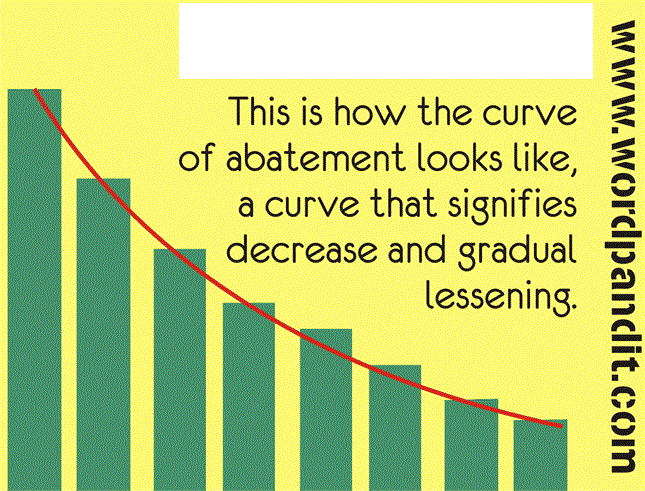 This is how the curve
of abatement looks like,
a curve that signifies
decrease and gradual
lessening.
www.wordpandit.com